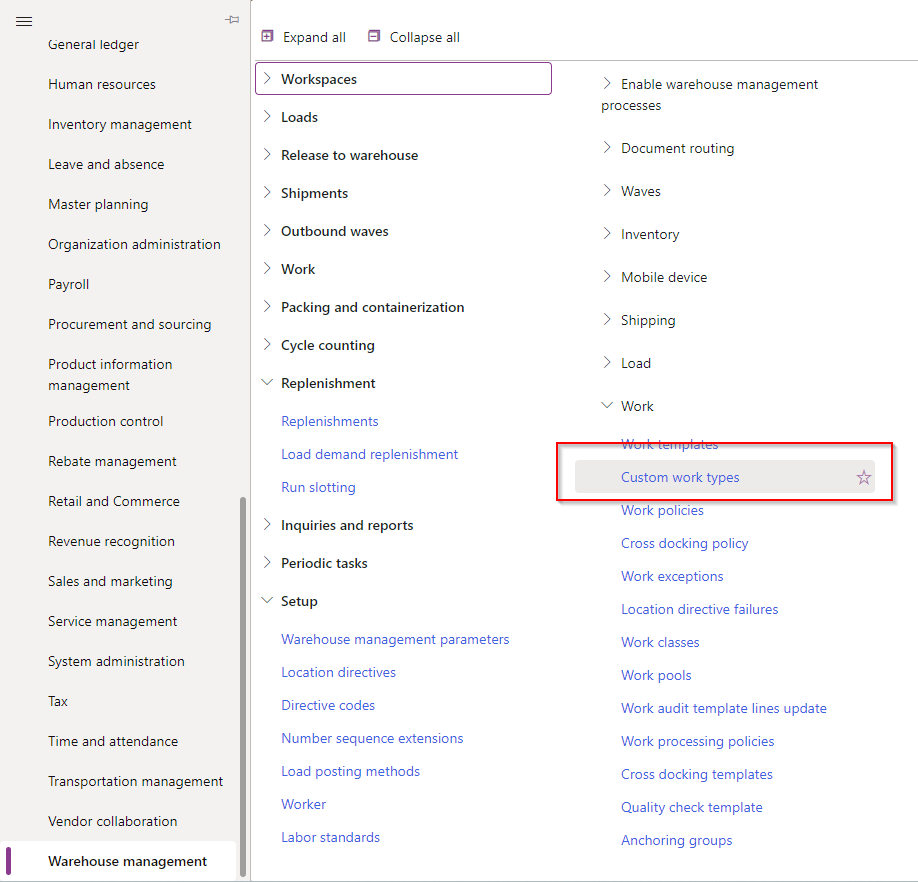 General ledger
Human resources
Inventory management
Leave and absence
Master planning
Organization administration
Payroll
Procurement and sourcing
Product information
management
Production control
Rebate management
Retail and Commerce
Revenue recognition
Sales and marketing
Service management
System administration
Tax
Time and attendance
Transportation management
Vendor collaboration
Warehouse management
Expand all
Collapse all
Workspaces
Loads
Release to warehouse
Shipments
Outbound waves
Work
Packing and containerization
Cycle counting
Replenishment
Replenishments
Load demand replenishment
Run slotting
Inquiries and reports
Periodic tasks
Setup
Warehouse management parameters
Location directives
Directive codes
Number sequence extensions
Load posting methods
Worker
Labor standards
Enable warehouse management
processes
Document routing
Waves
Inventory
Mobile device
Shipping
Load
Work
Work templates
Custom work types
Work policies
Cross docking policy
Work exceptions
Location directive failures
Work classes
Work pools
Work audit template lines update
Work processing policies
Cross docking templates
Quality check template
Anchoring groups